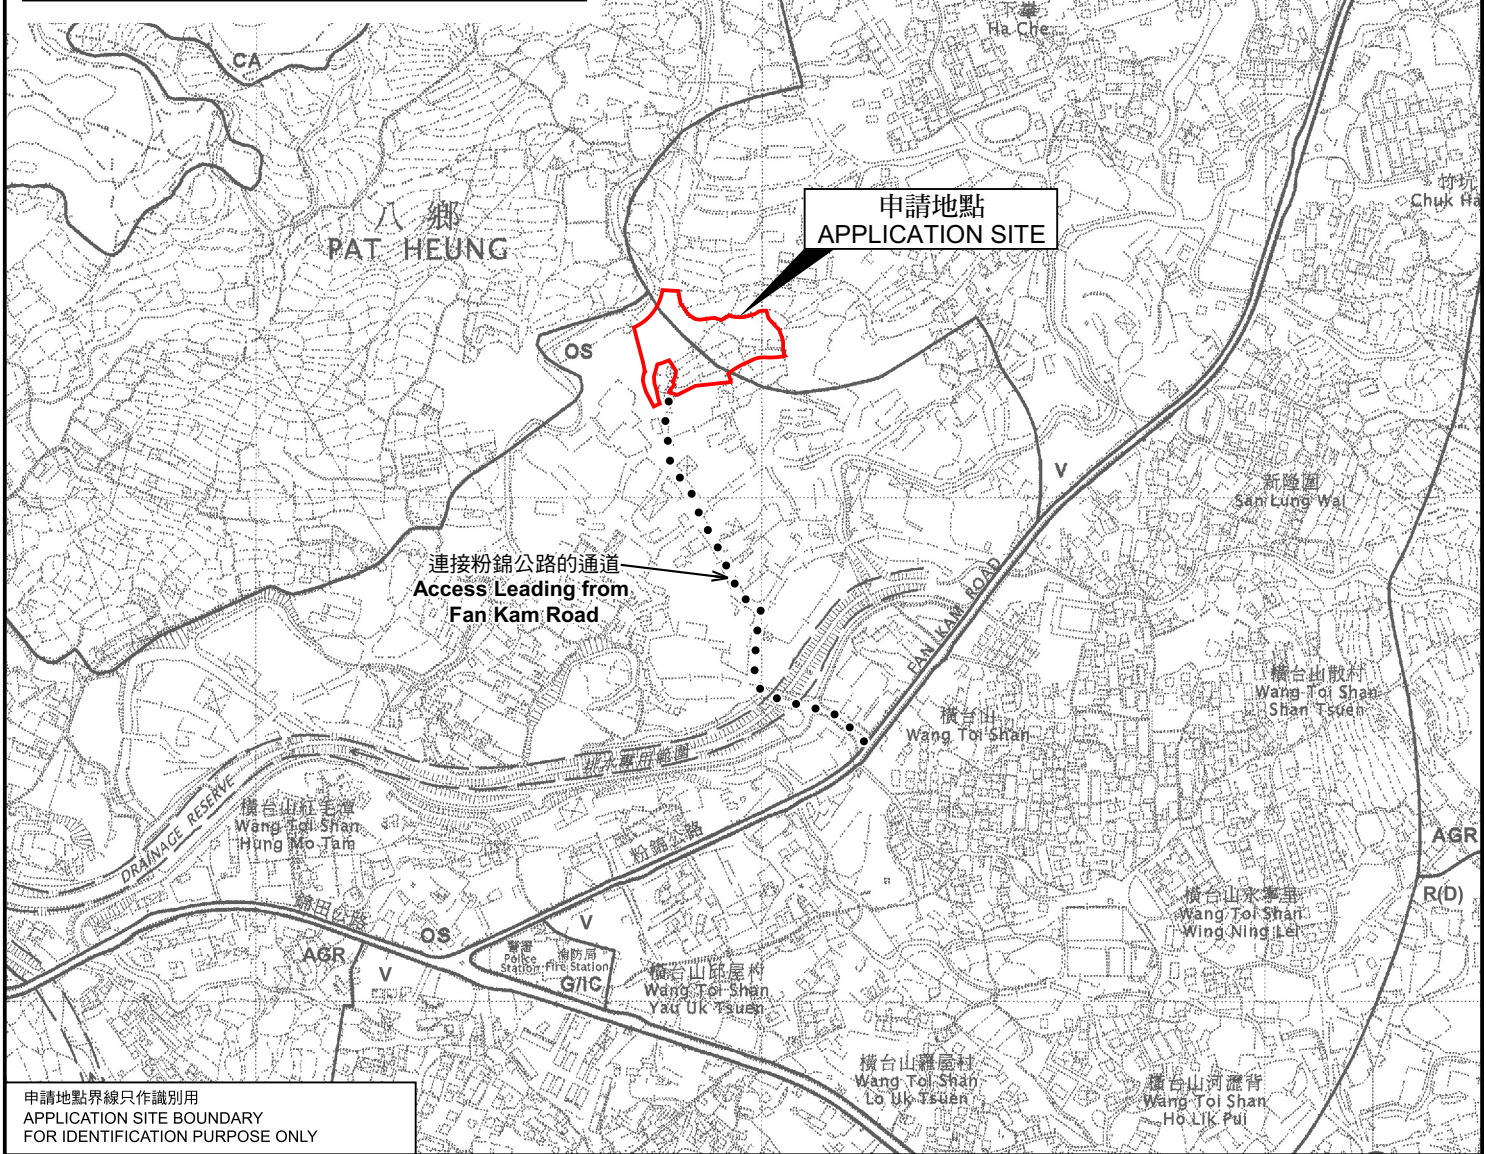 下輋
Ha Che
CA
竹坑
Chuk Ha
八鄉
PAT HEUNG
申請地點
APPLICATION SITE
OS
V
新隆圍
San Lung Wai
連接粉錦公路的通道
Access Leading from
Fan Kam Road
FAN KAM ROAD
橫台山散村
Wang Toi Shan
Shan Tsuen
橫台山
Wang Toi Shan
排水專用範圍
DRAINAGE RESERVE
橫台山紅毛潭
Wang Toi Shan
Hung Mo Tam
粉錦公路
AGR
R(D)
橫台山永寧里
Wang Toi Shan
Wing Ning Lei
錦田公路
OS
V
AGR
V
警署
Police
Station
消防局
Fire Station
G/IC
橫台山邱屋村
Wang Toi Shan
Yau Uk Tsuen
橫台山羅屋村
Wang Toi Shan
Lo Uk Tsuen
橫台山河瀝背
Wang Toi Shan
Ho Lik Pui
申請地點界線只作識別用
APPLICATION SITE BOUNDARY
FOR IDENTIFICATION PURPOSE ONLY